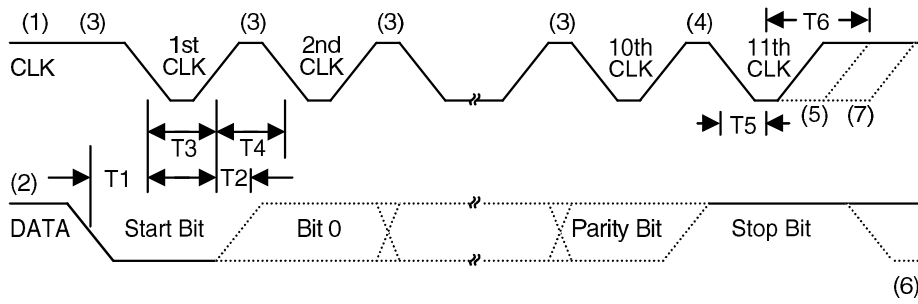 (1) (3) (3) (3) (3) (4) T6
1st CLK 2nd CLK 10th CLK 11th CLK
CLK
(5) (7)
T3 T4 T5
T1 T2
(2)
DATA Start Bit Bit 0 Parity Bit Stop Bit
(6)